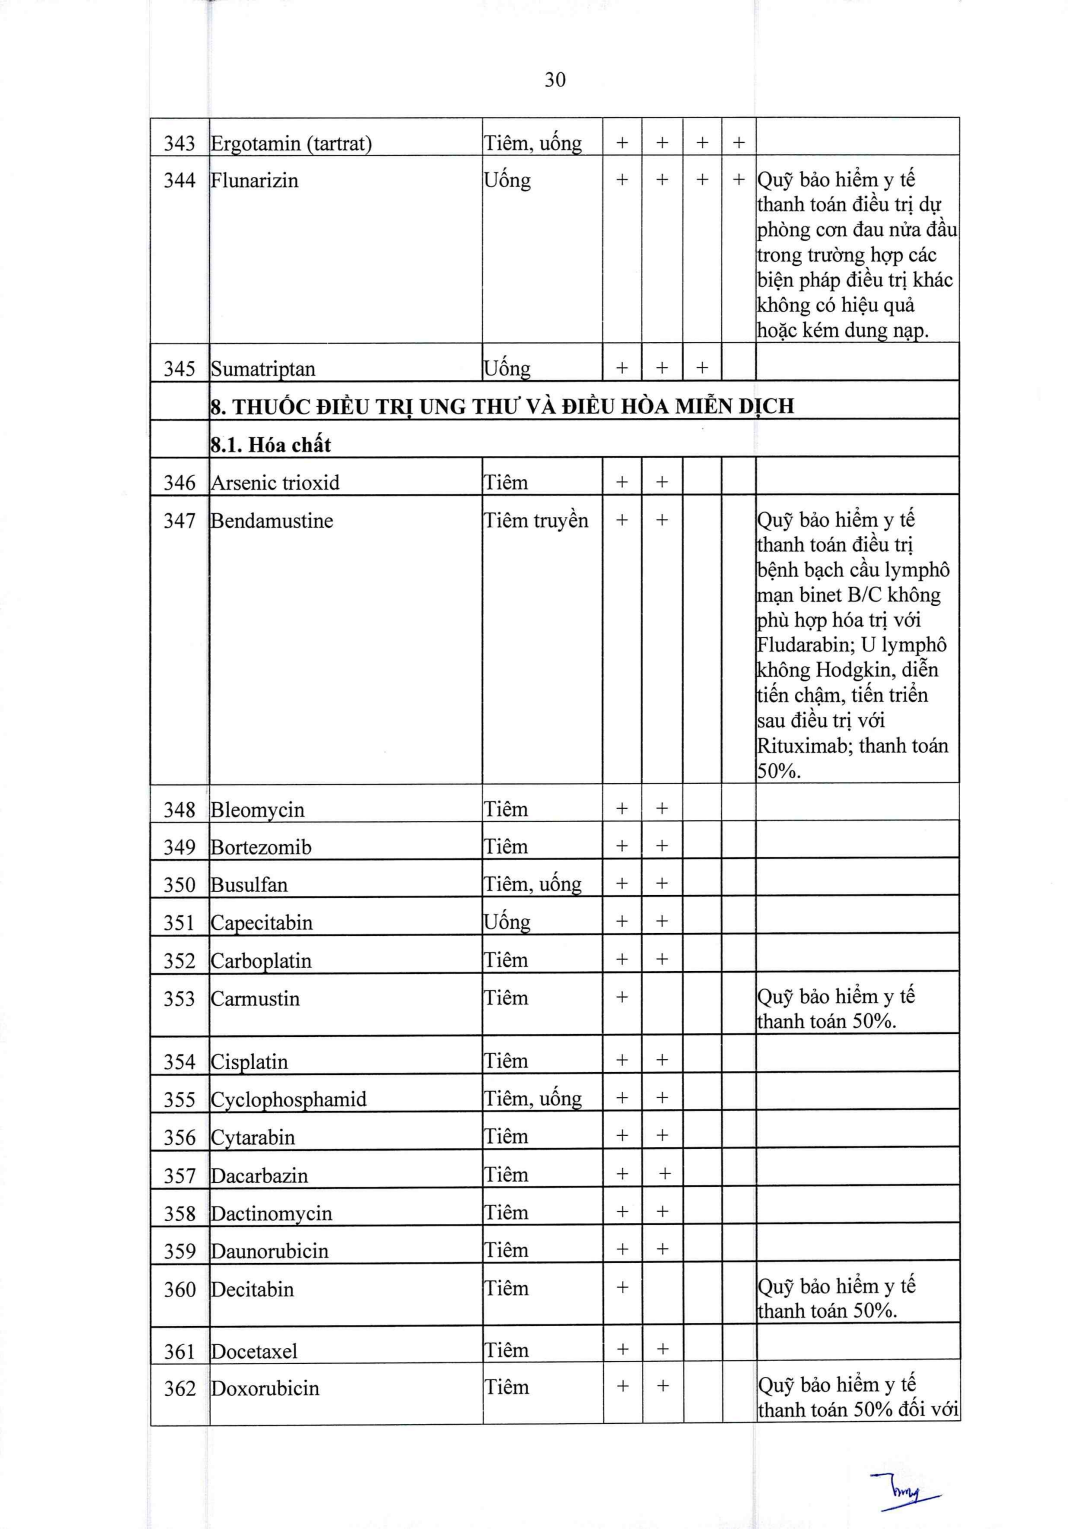 30
343 Ergotamin (tartrat) Tiêm, uống + + + +
344 Flunarizin Uống + + + + Quỹ bảo hiểm y tế
thanh toán điều trị dự
phòng cơn đau nửa đầu
trong trường hợp các
biện pháp điều trị khác
không có hiệu quả
hoặc kém dung nạp.
345 Sumatriptan Uống + + +
8. THUỐC ĐIỀU TRỊ UNG THƯ VÀ ĐIỀU HÒA MIỄN DỊCH
8.1. Hóa chất
346 Arsenic trioxid Tiêm + +
347 Bendamustine Tiêm truyền + + Quỹ bảo hiểm y tế
thanh toán điều trị
bệnh bạch cầu lymphô
mạn binet B/C không
phù hợp hóa trị với
Fludarabin; U lymphô
không Hodgkin, diễn
tiến chậm, tiến triển
sau điều trị với
Rituximab; thanh toán
50%.
348 Bleomycin Tiêm + +
349 Bortezomib Tiêm + +
350 Busulfan Tiêm, uống + +
351 Capecitabin Uống + +
352 Carboplatin Tiêm + +
353 Carmustin Tiêm + Quỹ bảo hiểm y tế
thanh toán 50%.
354 Cisplatin Tiêm + +
355 Cyclophosphamid Tiêm, uống + +
356 Cytarabin Tiêm + +
357 Dacarbazin Tiêm + +
358 Dactinomycin Tiêm + +
359 Daunorubicin Tiêm + +
360 Decitabin Tiêm + Quỹ bảo hiểm y tế
thanh toán 50%.
361 Docetaxel Tiêm + +
362 Doxorubicin Tiêm + + Quỹ bảo hiểm y tế
thanh toán 50% đối với